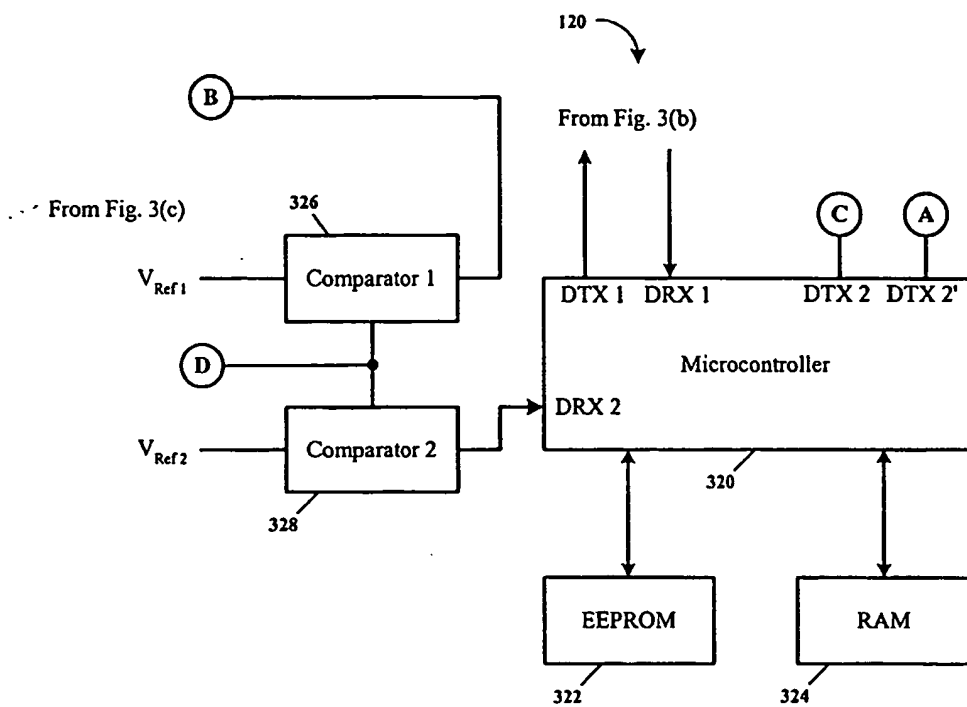 120
B
From Fig. 3(b)
From Fig. 3(c)
326
C A
V Ref 1 Comparator 1
DTX 1 DRX 1 DTX 2 DTX 2'
D
Microcontroller
DRX 2
V Ref 2 Comparator 2
328
320
EEPROM RAM
322 324